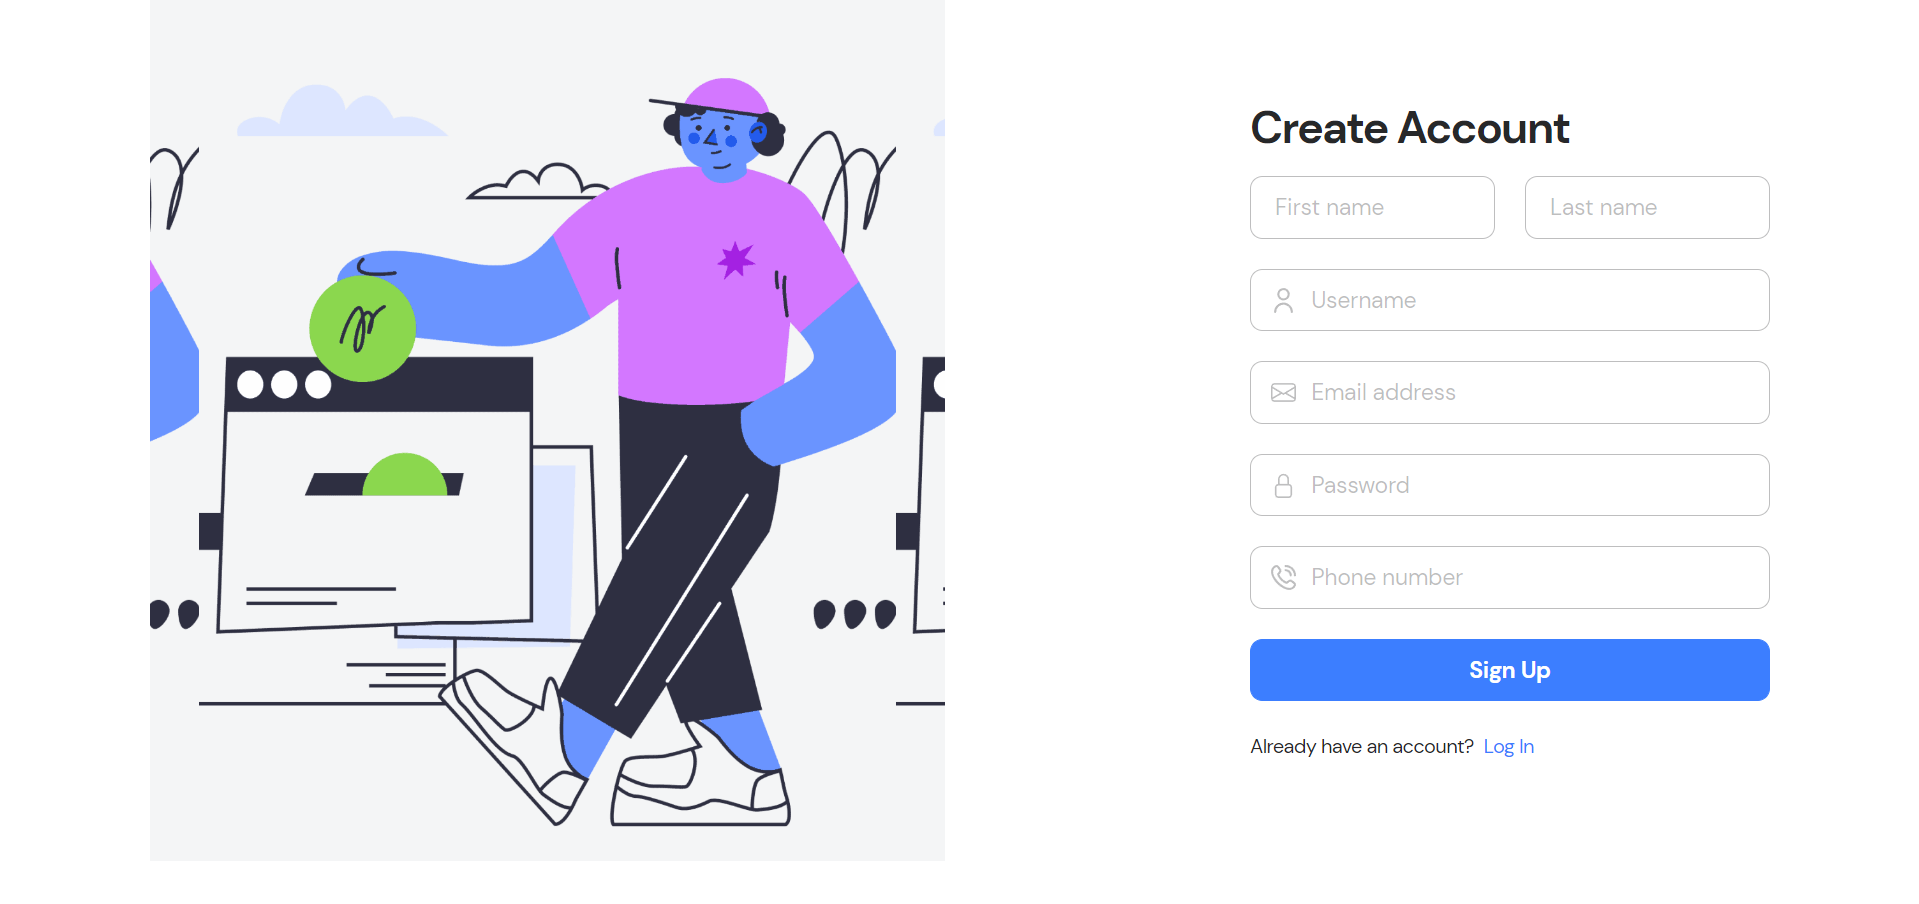 Create Account
First name Last name
Username
Email address
Password
Phone number
Sign Up
Already have an account? Log In